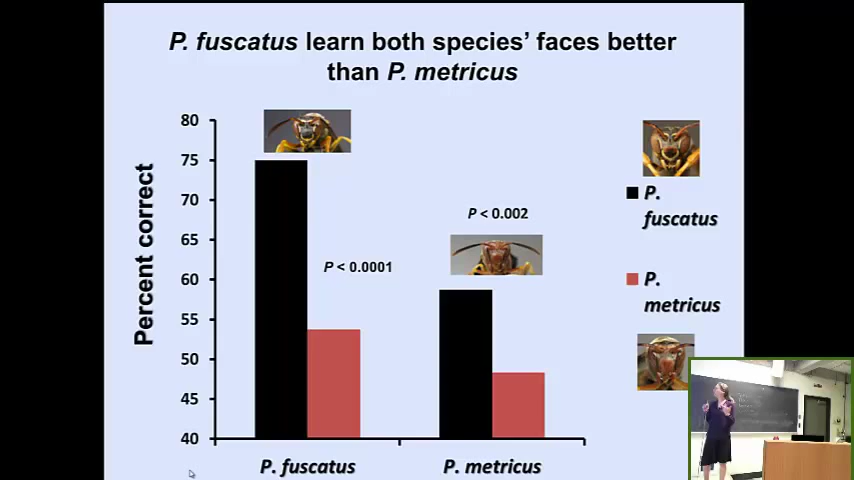 P. fuscatus learn both species' faces better
than P. metricus
Percent correct
80
75
70
65
60
55
50
45
40
P < 0.0001
P < 0.002
P. fuscatus
P. metricus
P.
fuscatus
P.
metricus